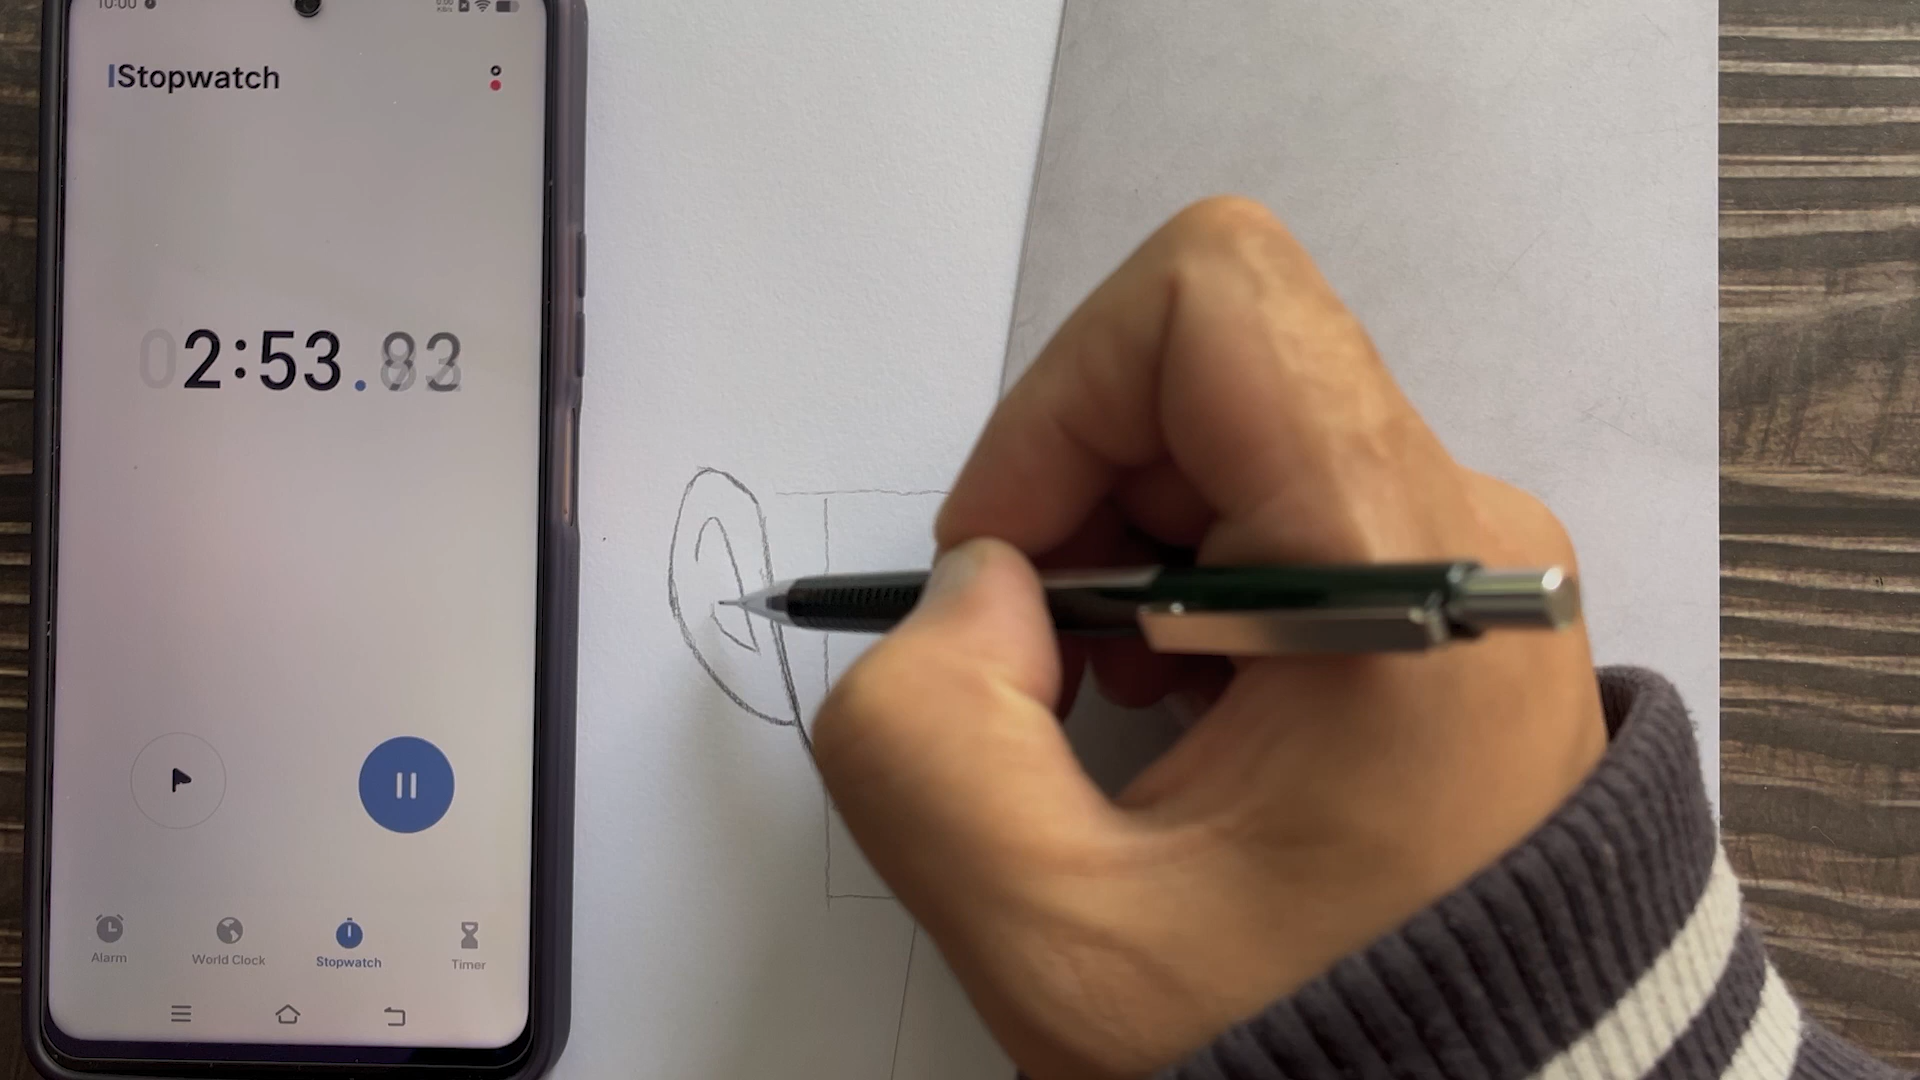 10:00
Stopwatch
02:53.83
Alarm
World Clock
Stopwatch
Timer